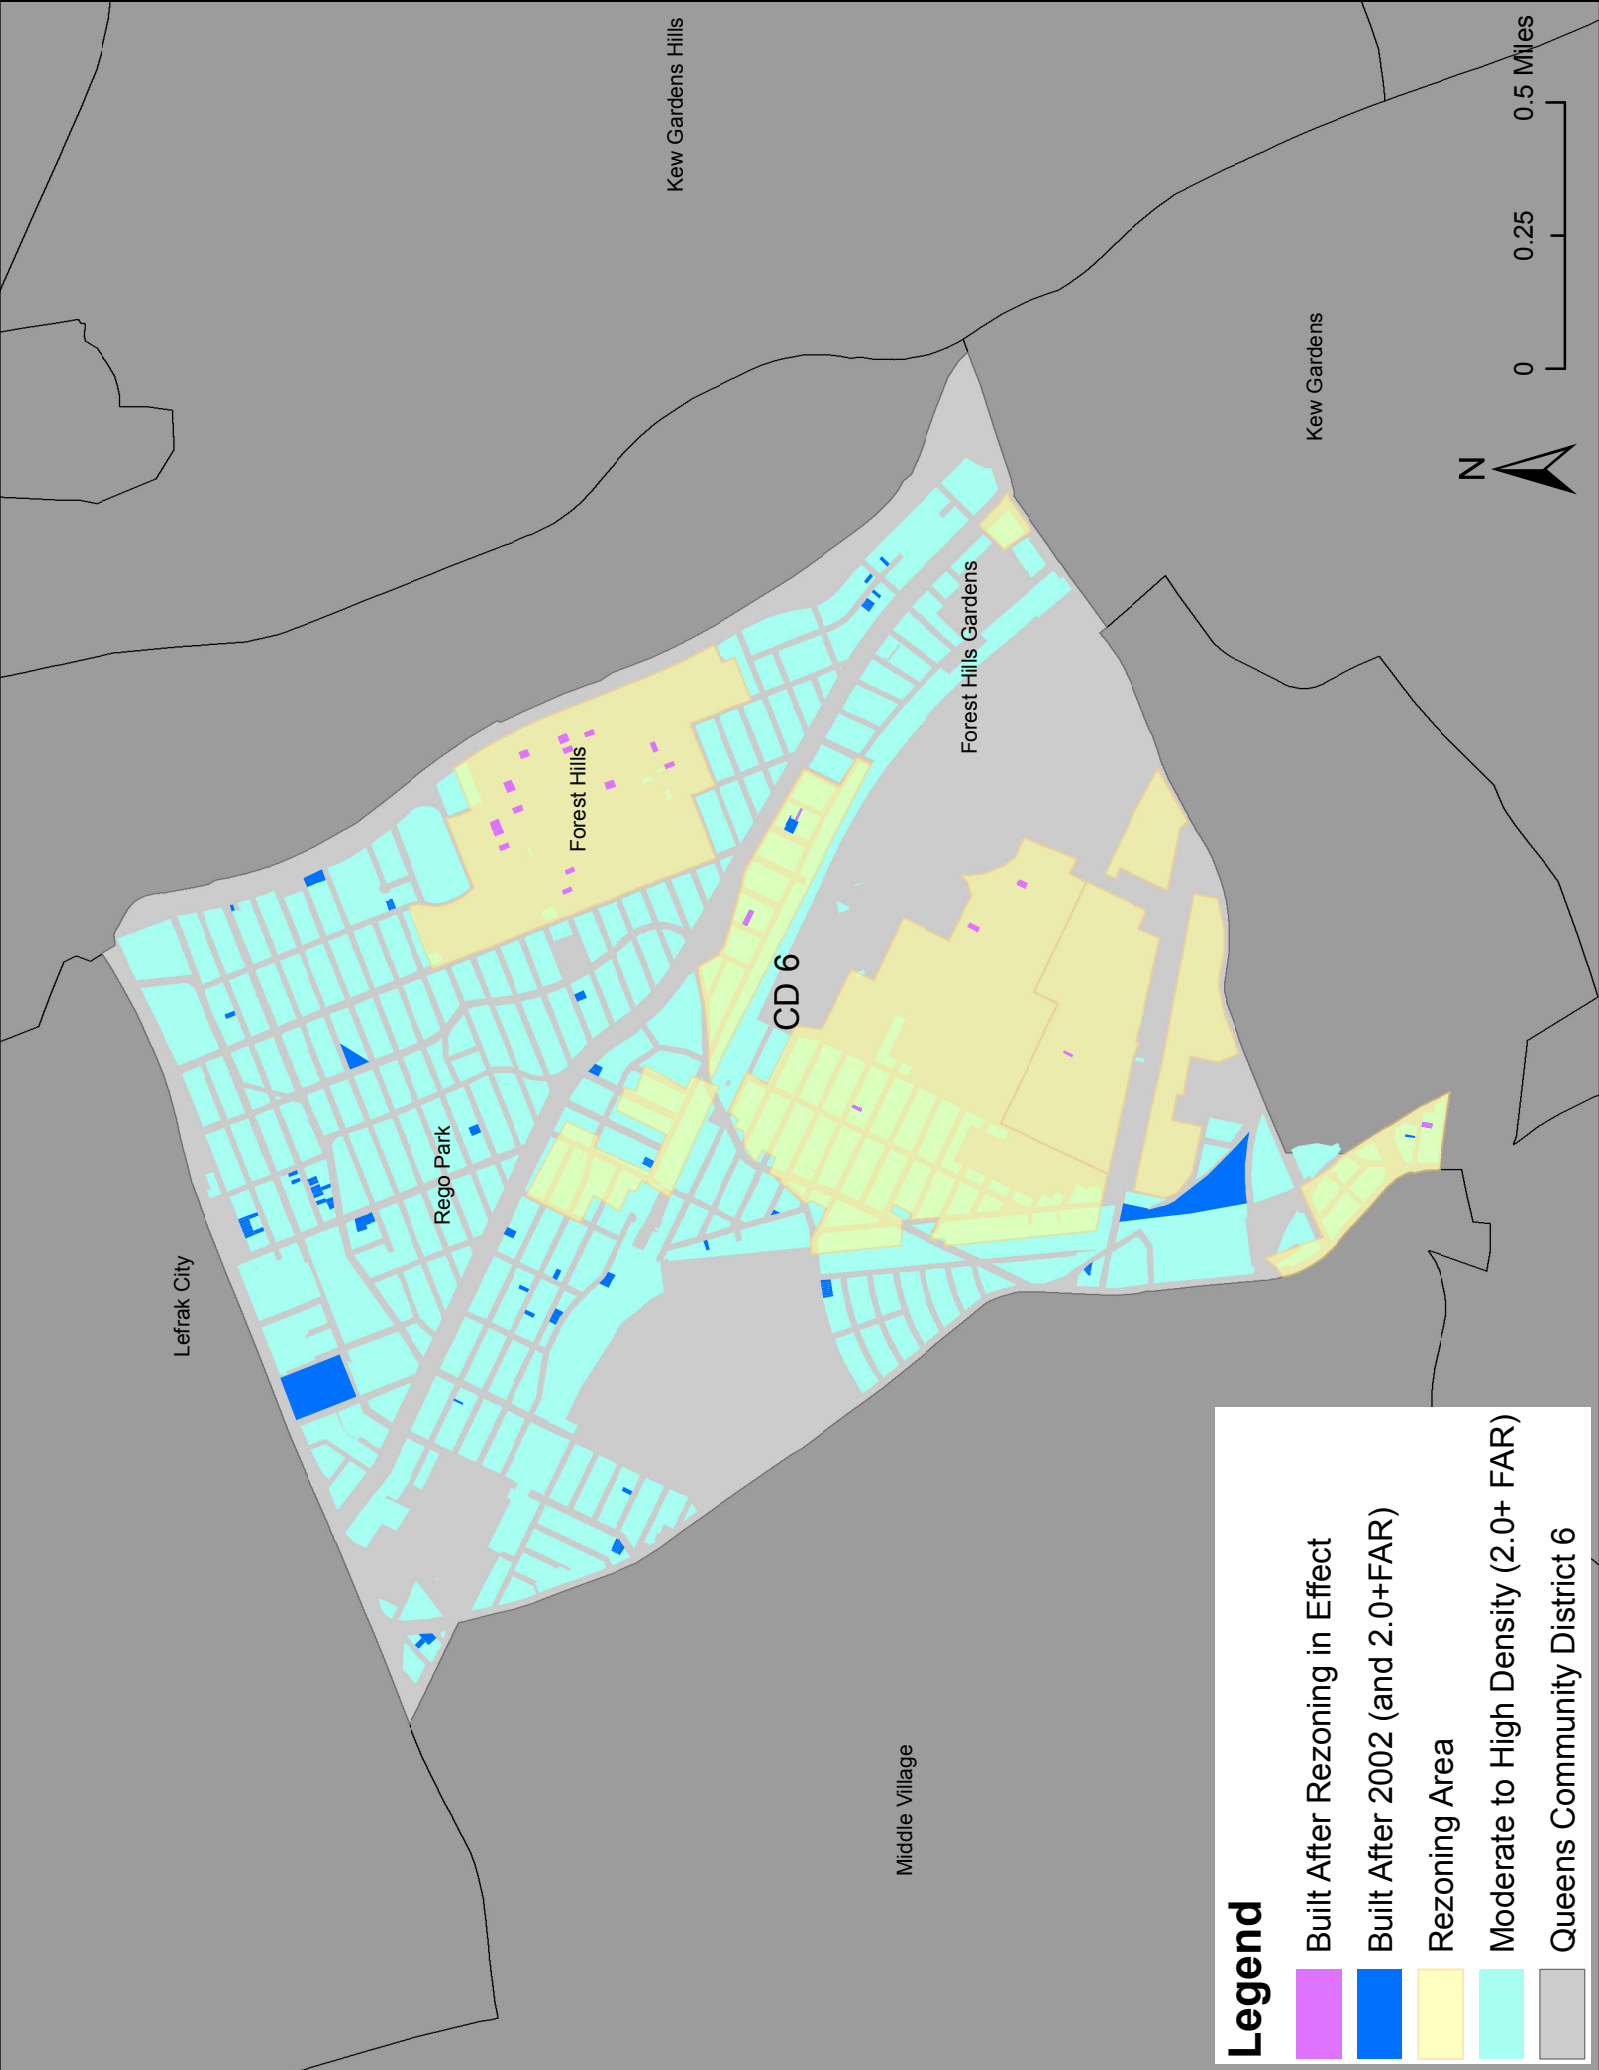 Lefrak City
Rego Park
Forest Hills
Kew Gardens Hills
CD 6
Middle Village
Forest Hills Gardens
Kew Gardens
N
0 0.25 0.5 Miles
Legend
Built After Rezoning in Effect
Built After 2002 (and 2.0+FAR)
Rezoning Area
Moderate to High Density (2.0+ FAR)
Queens Community District 6